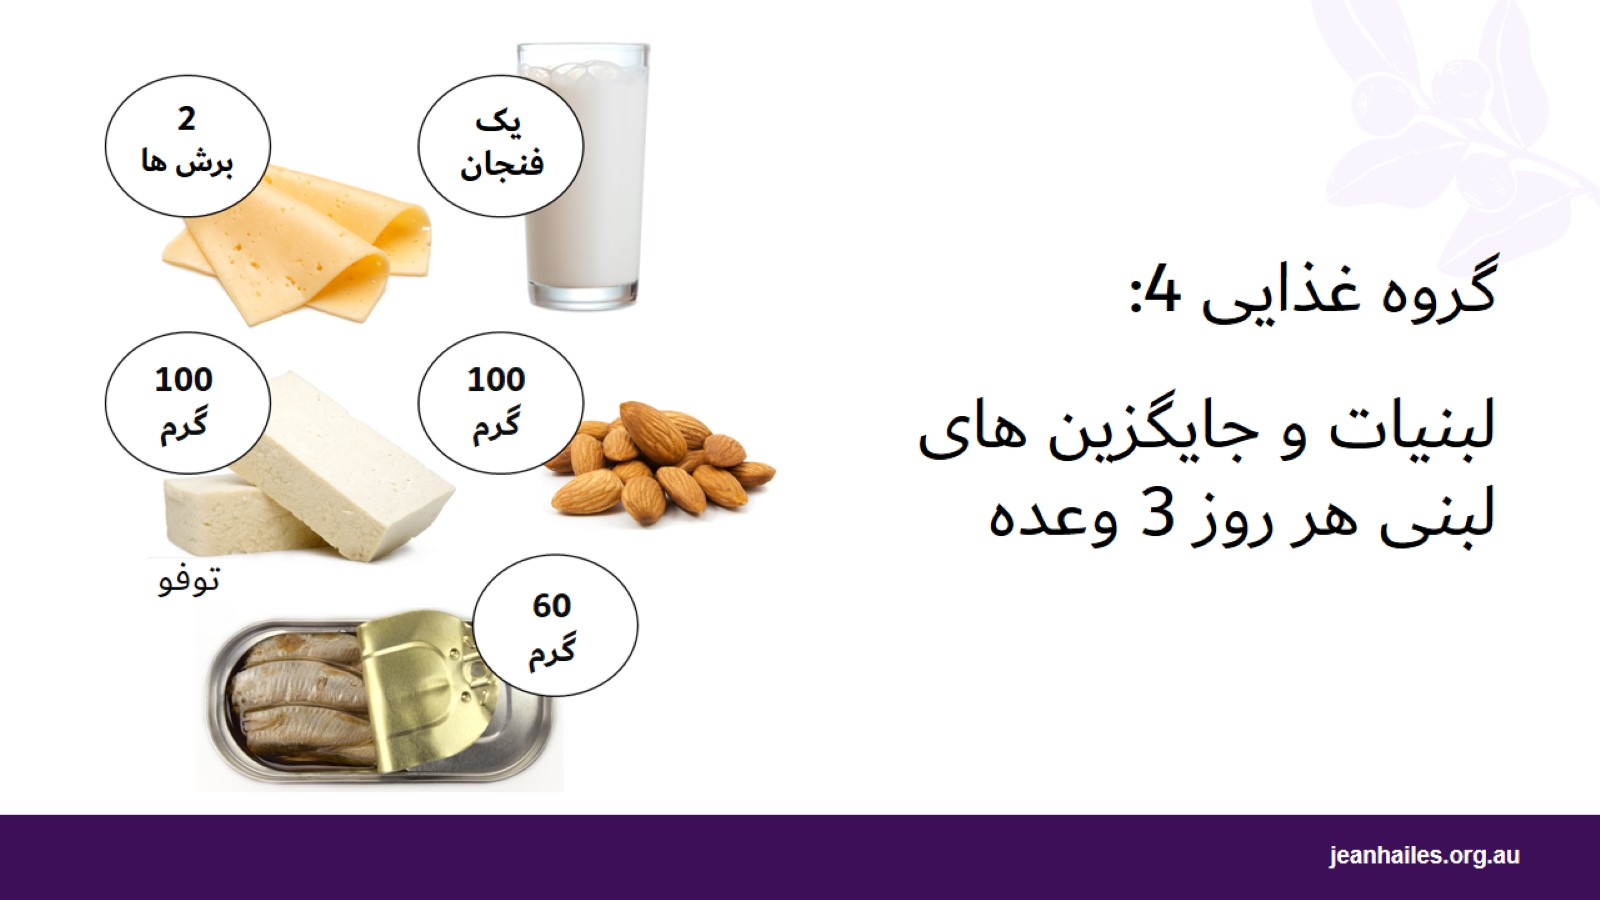 گروه غذایی 4:
لبنیات و جایگزین های
لبنی هر روز 3 وعده
2
برش ها
یک
فنجان
100
گرم
100
گرم
توفو
60
گرم
jeanhailes.org.au